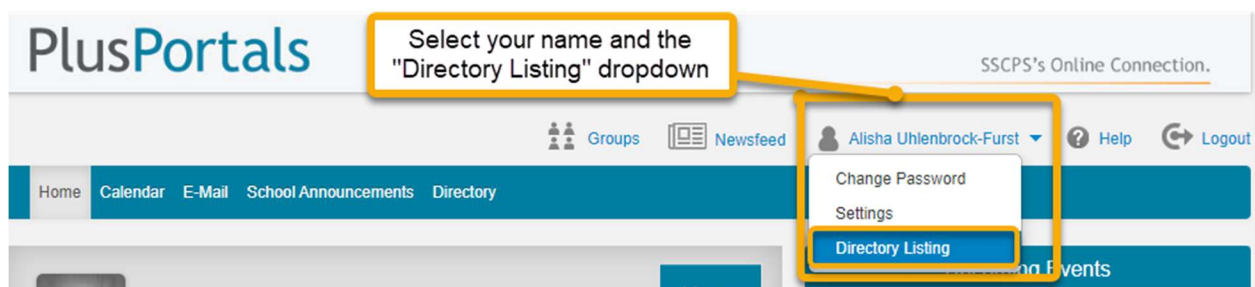 PlusPortals
Select your name and the
"Directory Listing" dropdown
SSCPS's Online Connection.
Groups
Newsfeed
Alisha Uhlenbrock-Furst
Help
Logout
Home Calendar E-Mail School Announcements Directory
Change Password
Settings
Directory Listing
Events